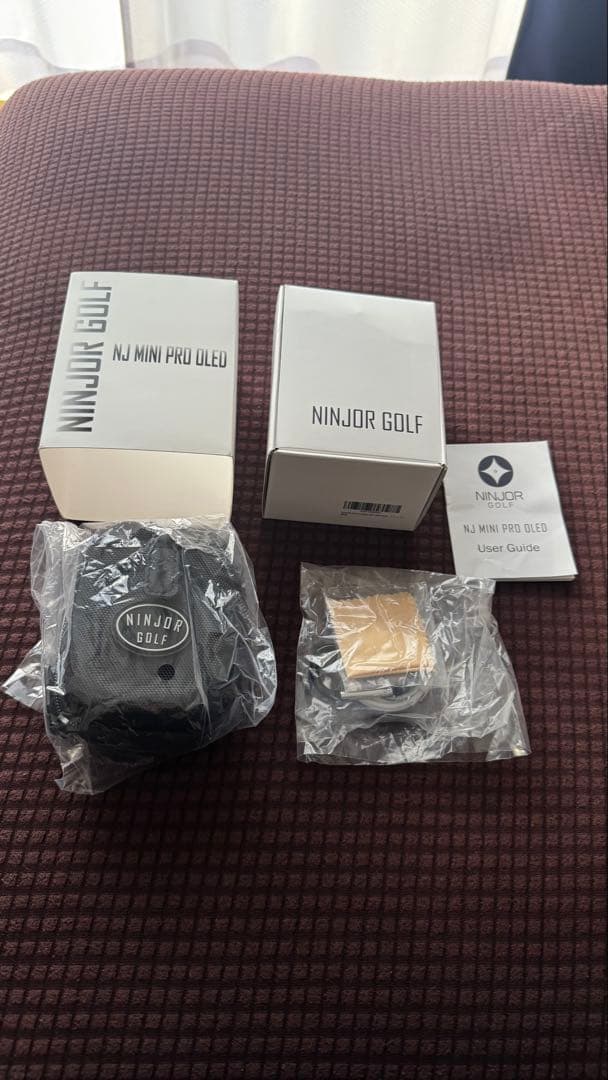 NINJOR GOLF
NJ MINI PRO OLED
NINJOR GOLF
NINJOR
GOLF
NJ MINI PRO OLED
User Guide
NINJOR
GOLF